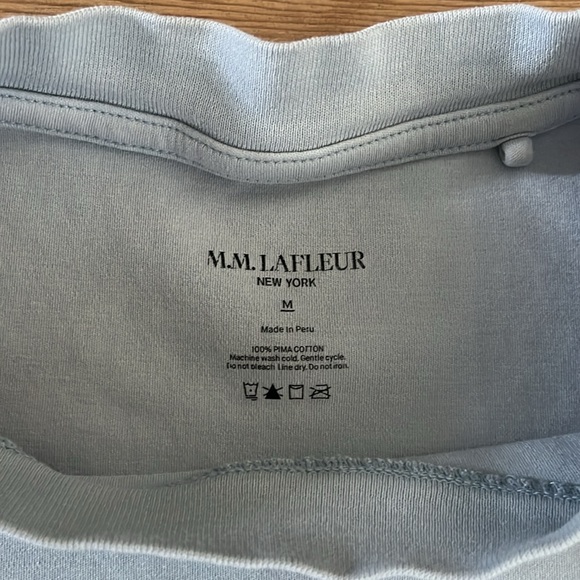 M.M. LAFLEUR
NEW YORK
M
Made in Peru
100% PIMA COTTON
Machine wash cold. Gentle cycle.
Do not bleach. Line dry. Do not iron.